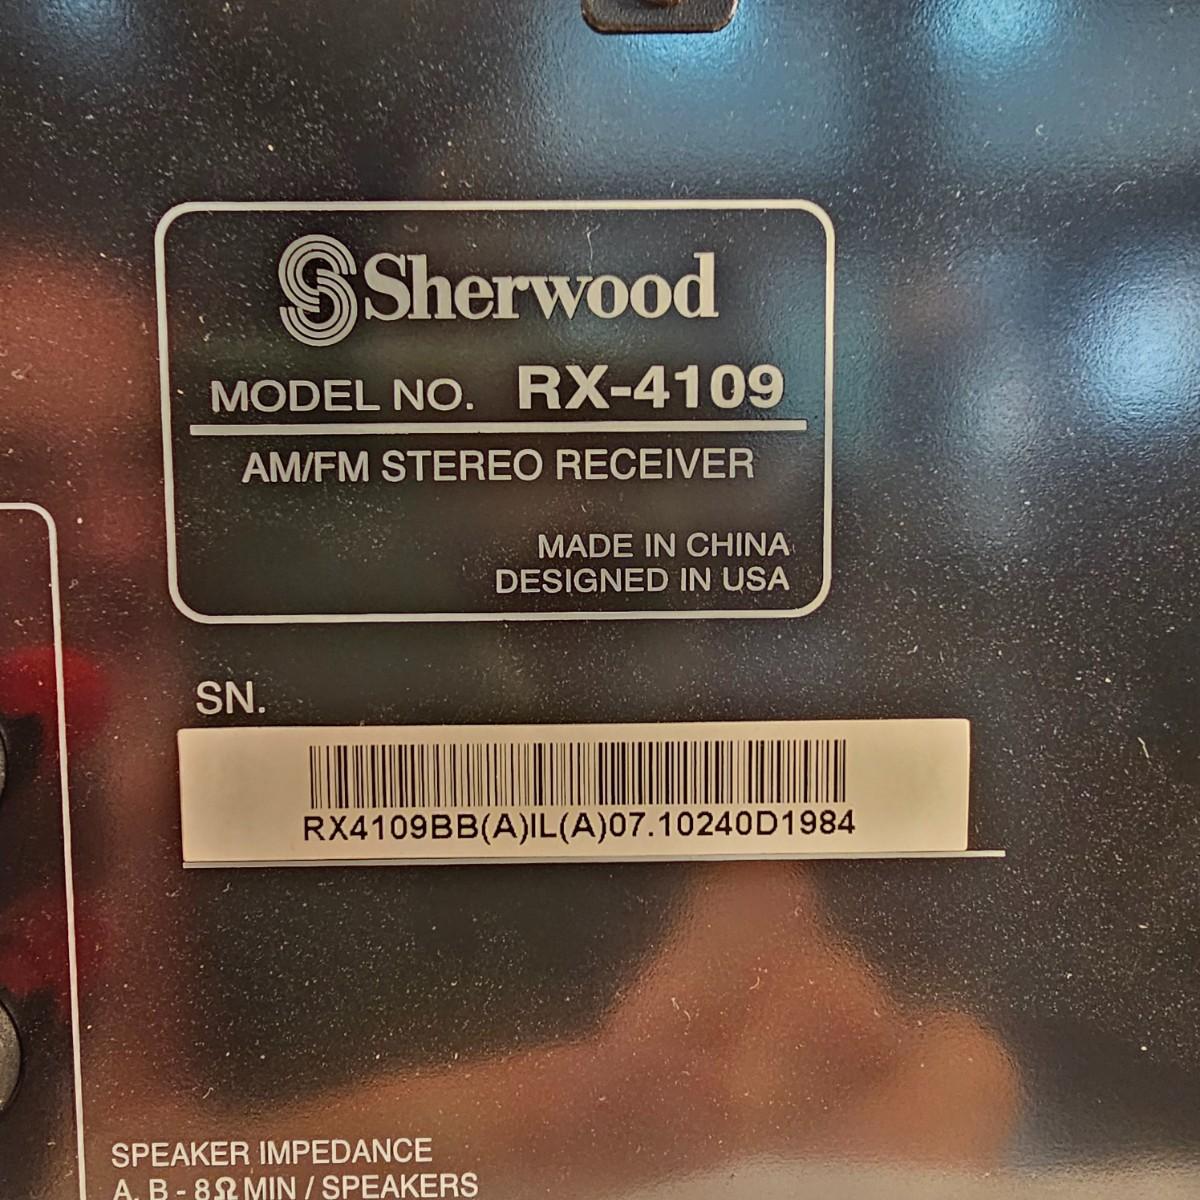 Sherwood
MODEL NO. RX-4109
AM/FM STEREO RECEIVER
MADE IN CHINA
DESIGNED IN USA
SN.
RX4109BB(A)IL(A)07.10240D1984
SPEAKER IMPEDANCE
A, B - 8Ω MIN / SPEAKERS